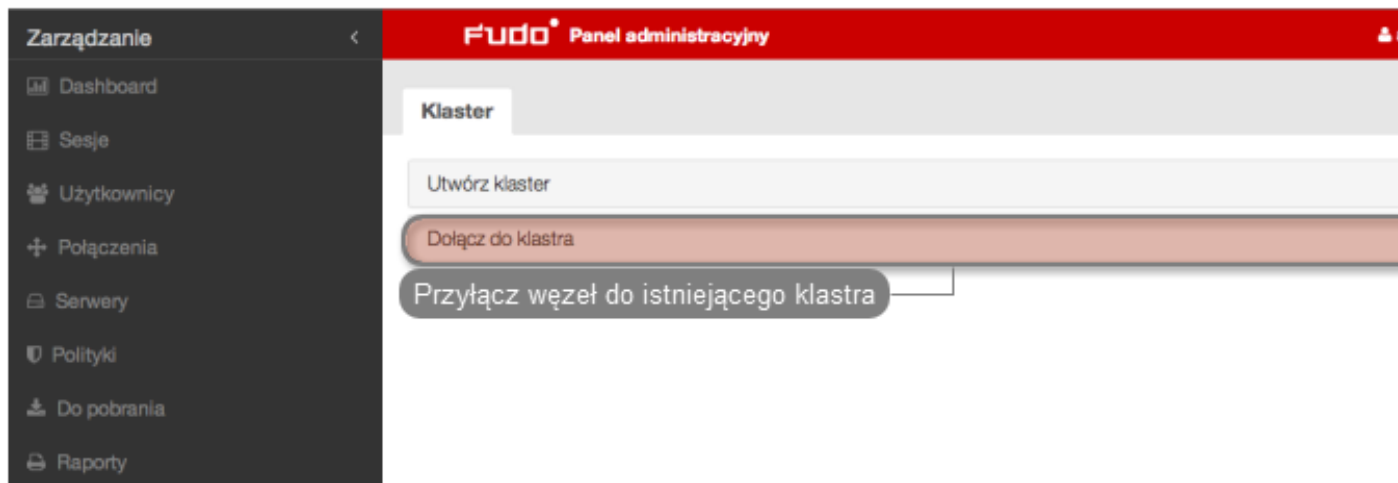 Zarządzanie
FUDO Panel administracyjny
Dashboard
Klaster
Sesje
Utwórz klaster
Użytkownicy
Dołącz do klastra
Połączenia
Przyłącz węzeł do istniejącego klastra
Serwery
Polityki
Do pobrania
Raporty